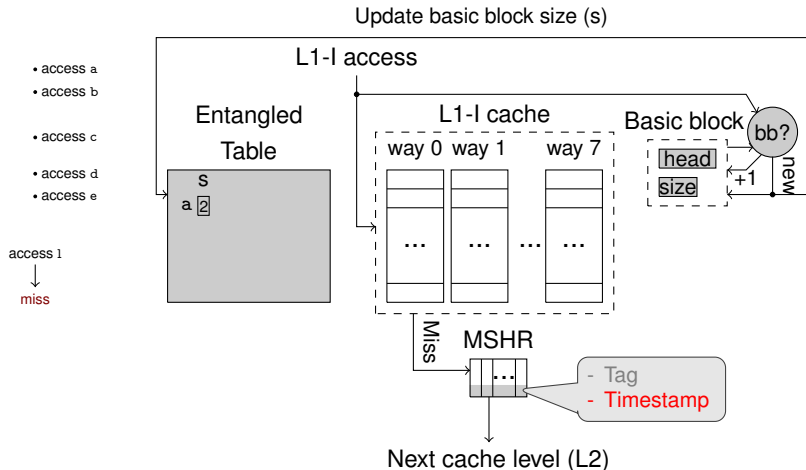 Update basic block size (s)
• access a
• access b
• access c
• access d
• access e
access l
miss
L1-I access
Entangled
Table
s
a 2
L1-I cache
way 0 way 1 way 7
... ... ... ...
Basic block
head
size
bb?
+1
new
Miss
MSHR
...
- Tag
- Timestamp
Next cache level (L2)